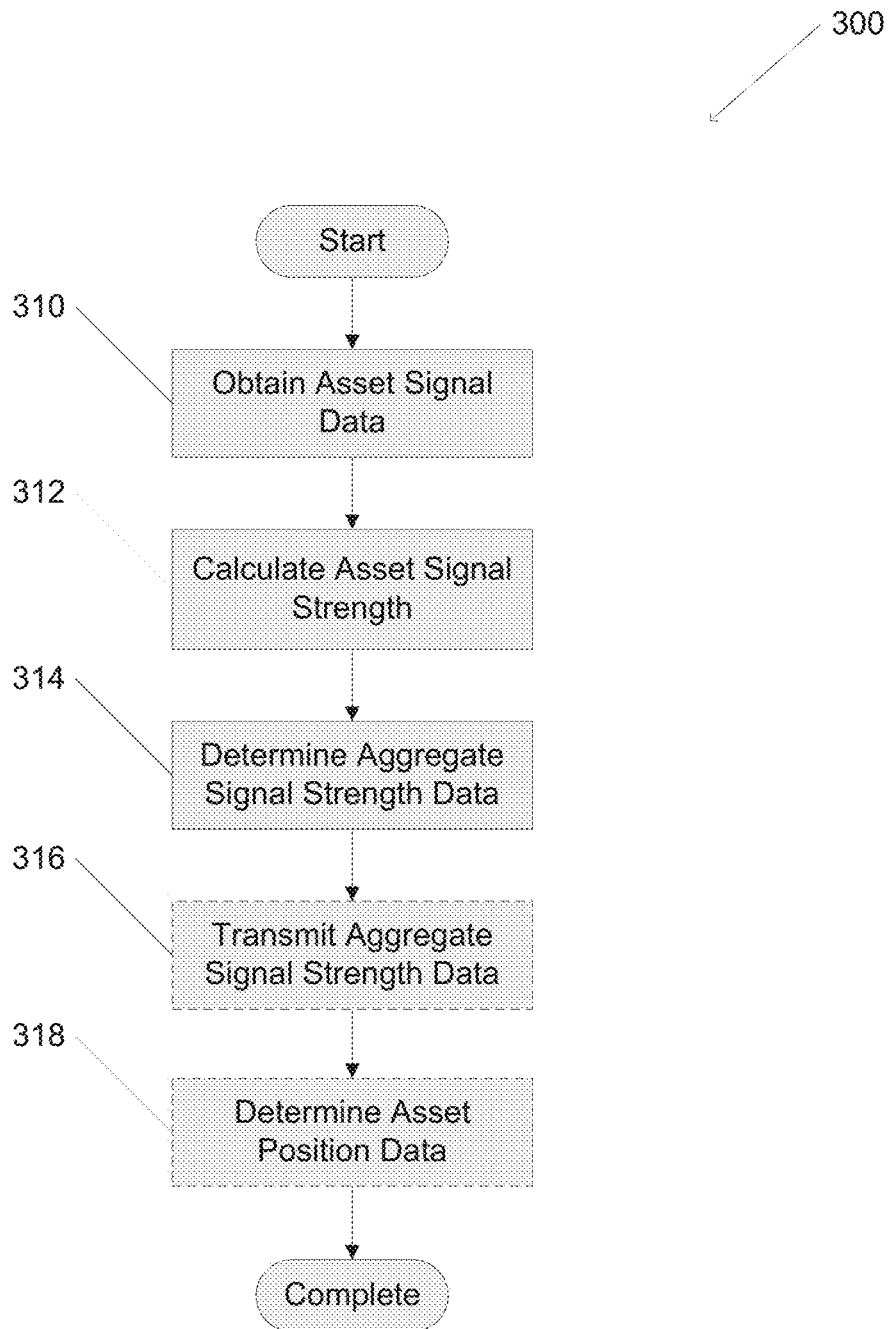 300
Start
310
Obtain Asset Signal
Data
312
Calculate Asset Signal
Strength
314
Determine Aggregate
Signal Strength Data
316
Transmit Aggregate
Signal Strength Data
318
Determine Asset
Position Data
Complete